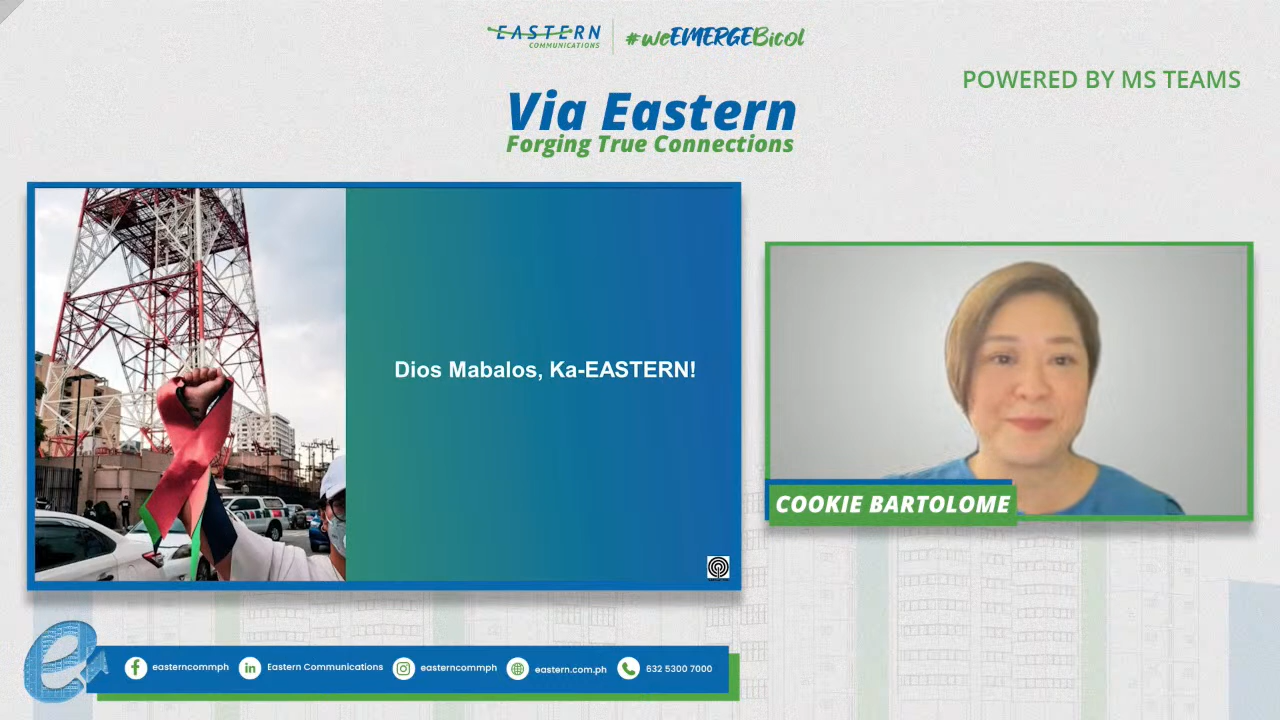 EASTERN
COMMUNICATIONS
#weEMERGEBicol
POWERED BY MS TEAMS
Via Eastern
Forging True Connections
Dios Mabalos, Ka-EASTERN!
COOKIE BARTOLOME
easterncommph
Eastern Communications
easterncommph
eastern.com.ph
632 5300 7000